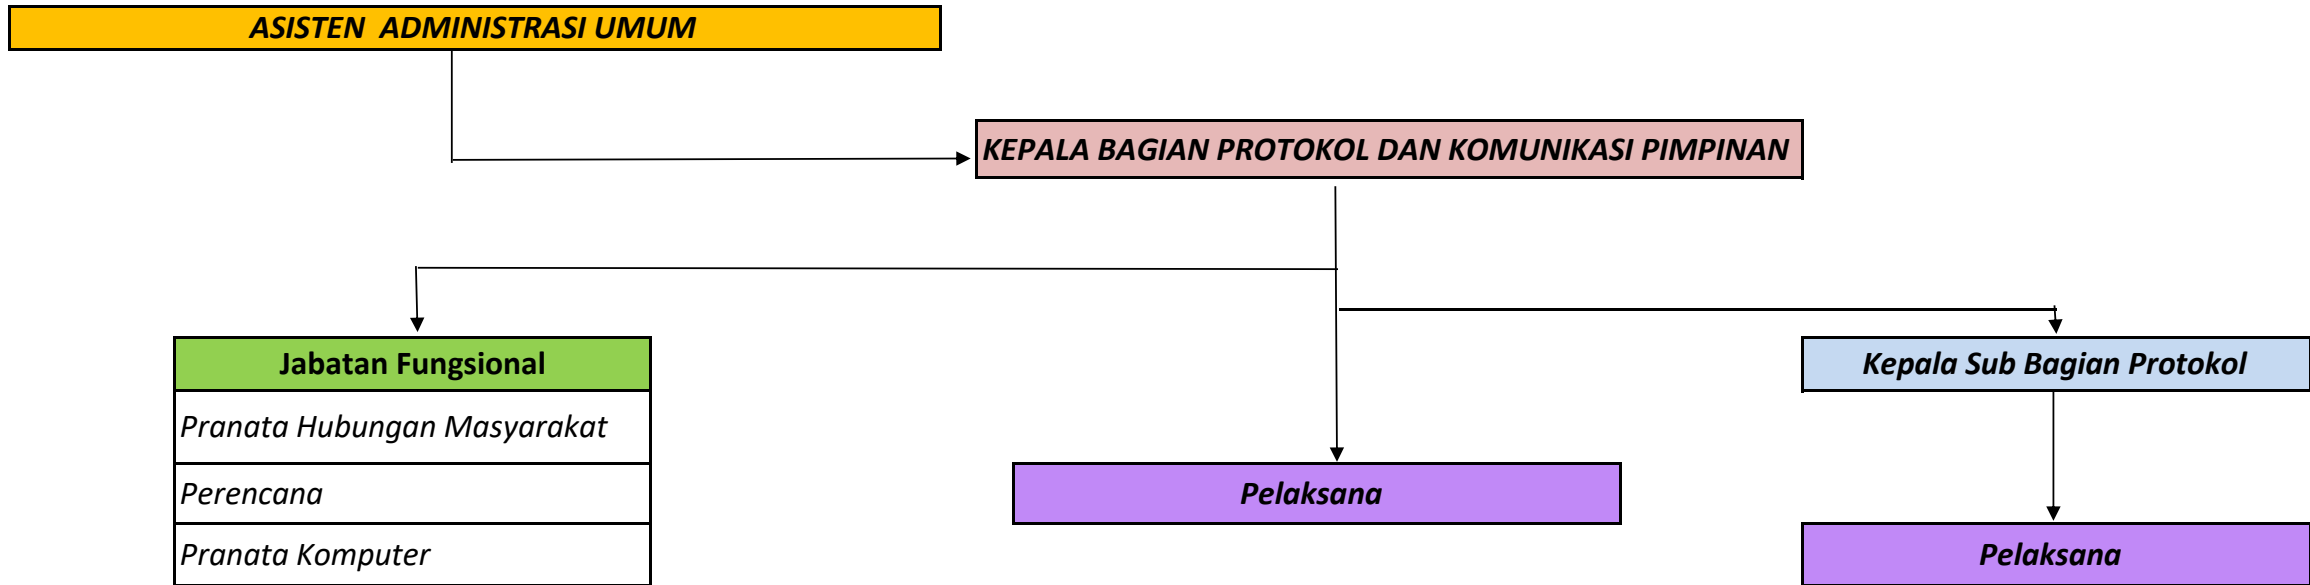 ASISTEN ADMINISTRASI UMUM
KEPALA BAGIAN PROTOKOL DAN KOMUNIKASI PIMPINAN
Jabatan Fungsional
Pranata Hubungan Masyarakat
Perencana
Pranata Komputer
Pelaksana
Kepala Sub Bagian Protokol
Pelaksana